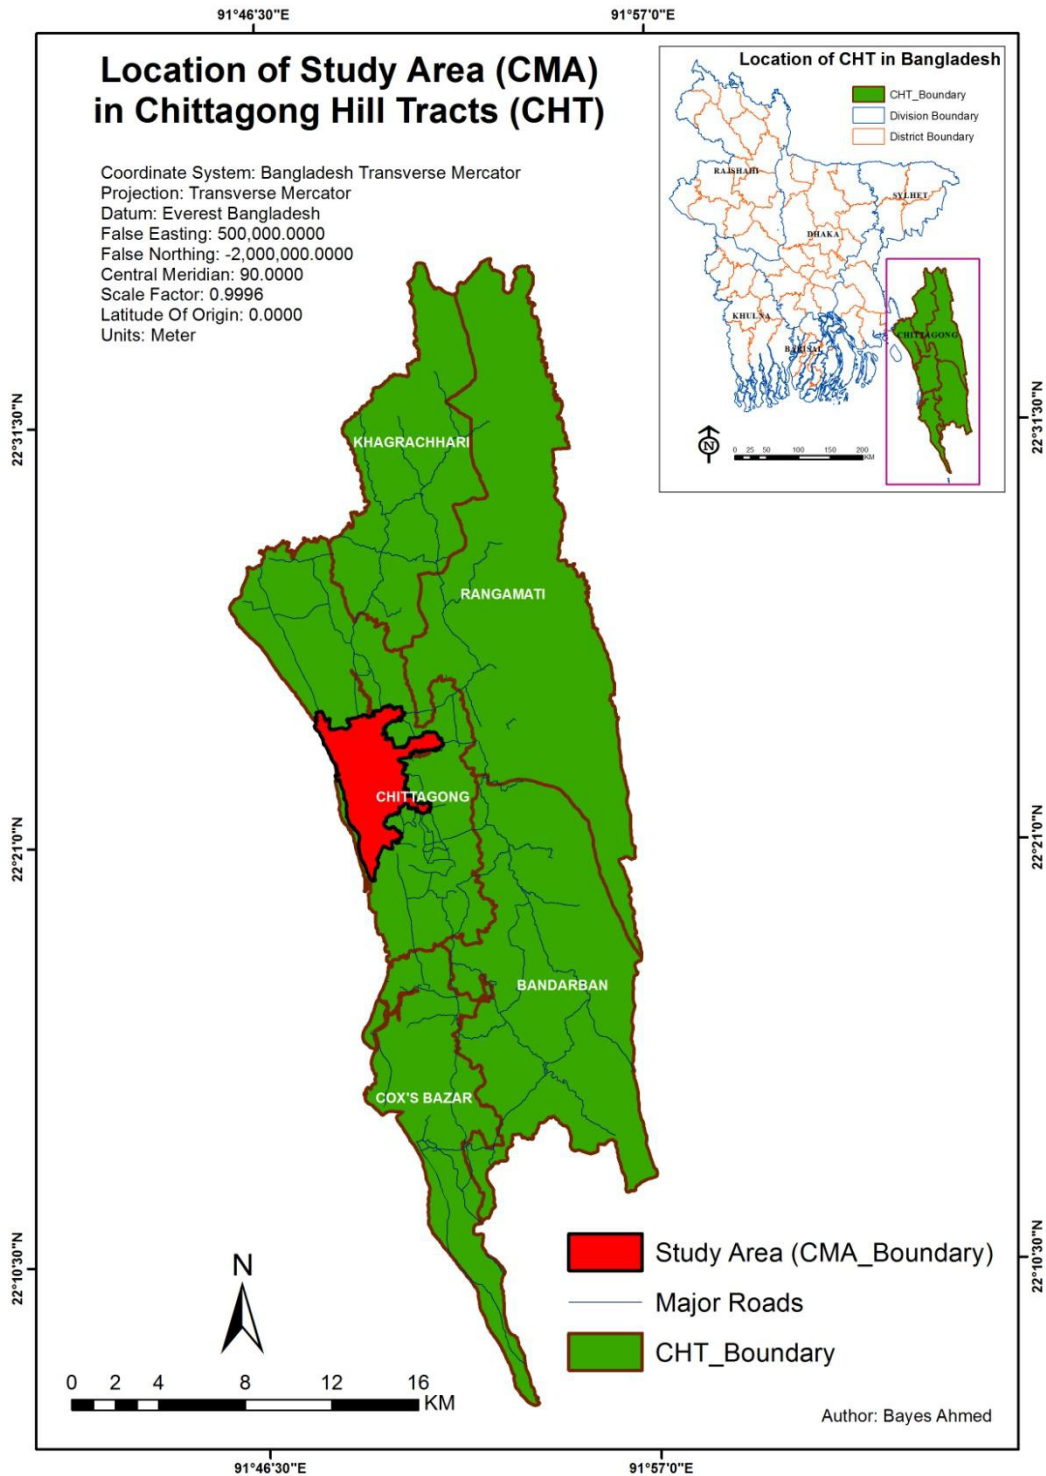 91°46'30"E
91°57'0"E
Location of Study Area (CMA)
in Chittagong Hill Tracts (CHT)
Coordinate System: Bangladesh Transverse Mercator
Projection: Transverse Mercator
Datum: Everest Bangladesh
False Easting: 500,000.0000
False Northing: -2,000,000.0000
Central Meridian: 90.0000
Scale Factor: 0.9996
Latitude Of Origin: 0.0000
Units: Meter
Location of CHT in Bangladesh
CHT_Boundary
Division Boundary
District Boundary
RAJSHAHI
SYLHET
DHAKA
KHULNA
BARISAL
CHITTAGONG
N
0 25 50 100 150 200
KM
22°31'30"N
22°31'30"N
KHAGRACHHARI
RANGAMATI
CHITTAGONG
22°21'0"N
22°21'0"N
BANDARBAN
COX'S BAZAR
22°10'30"N
22°10'30"N
N
0 2 4 8 12 16
KM
Study Area (CMA_Boundary)
Major Roads
CHT_Boundary
Author: Bayes Ahmed
91°46'30"E
91°57'0"E